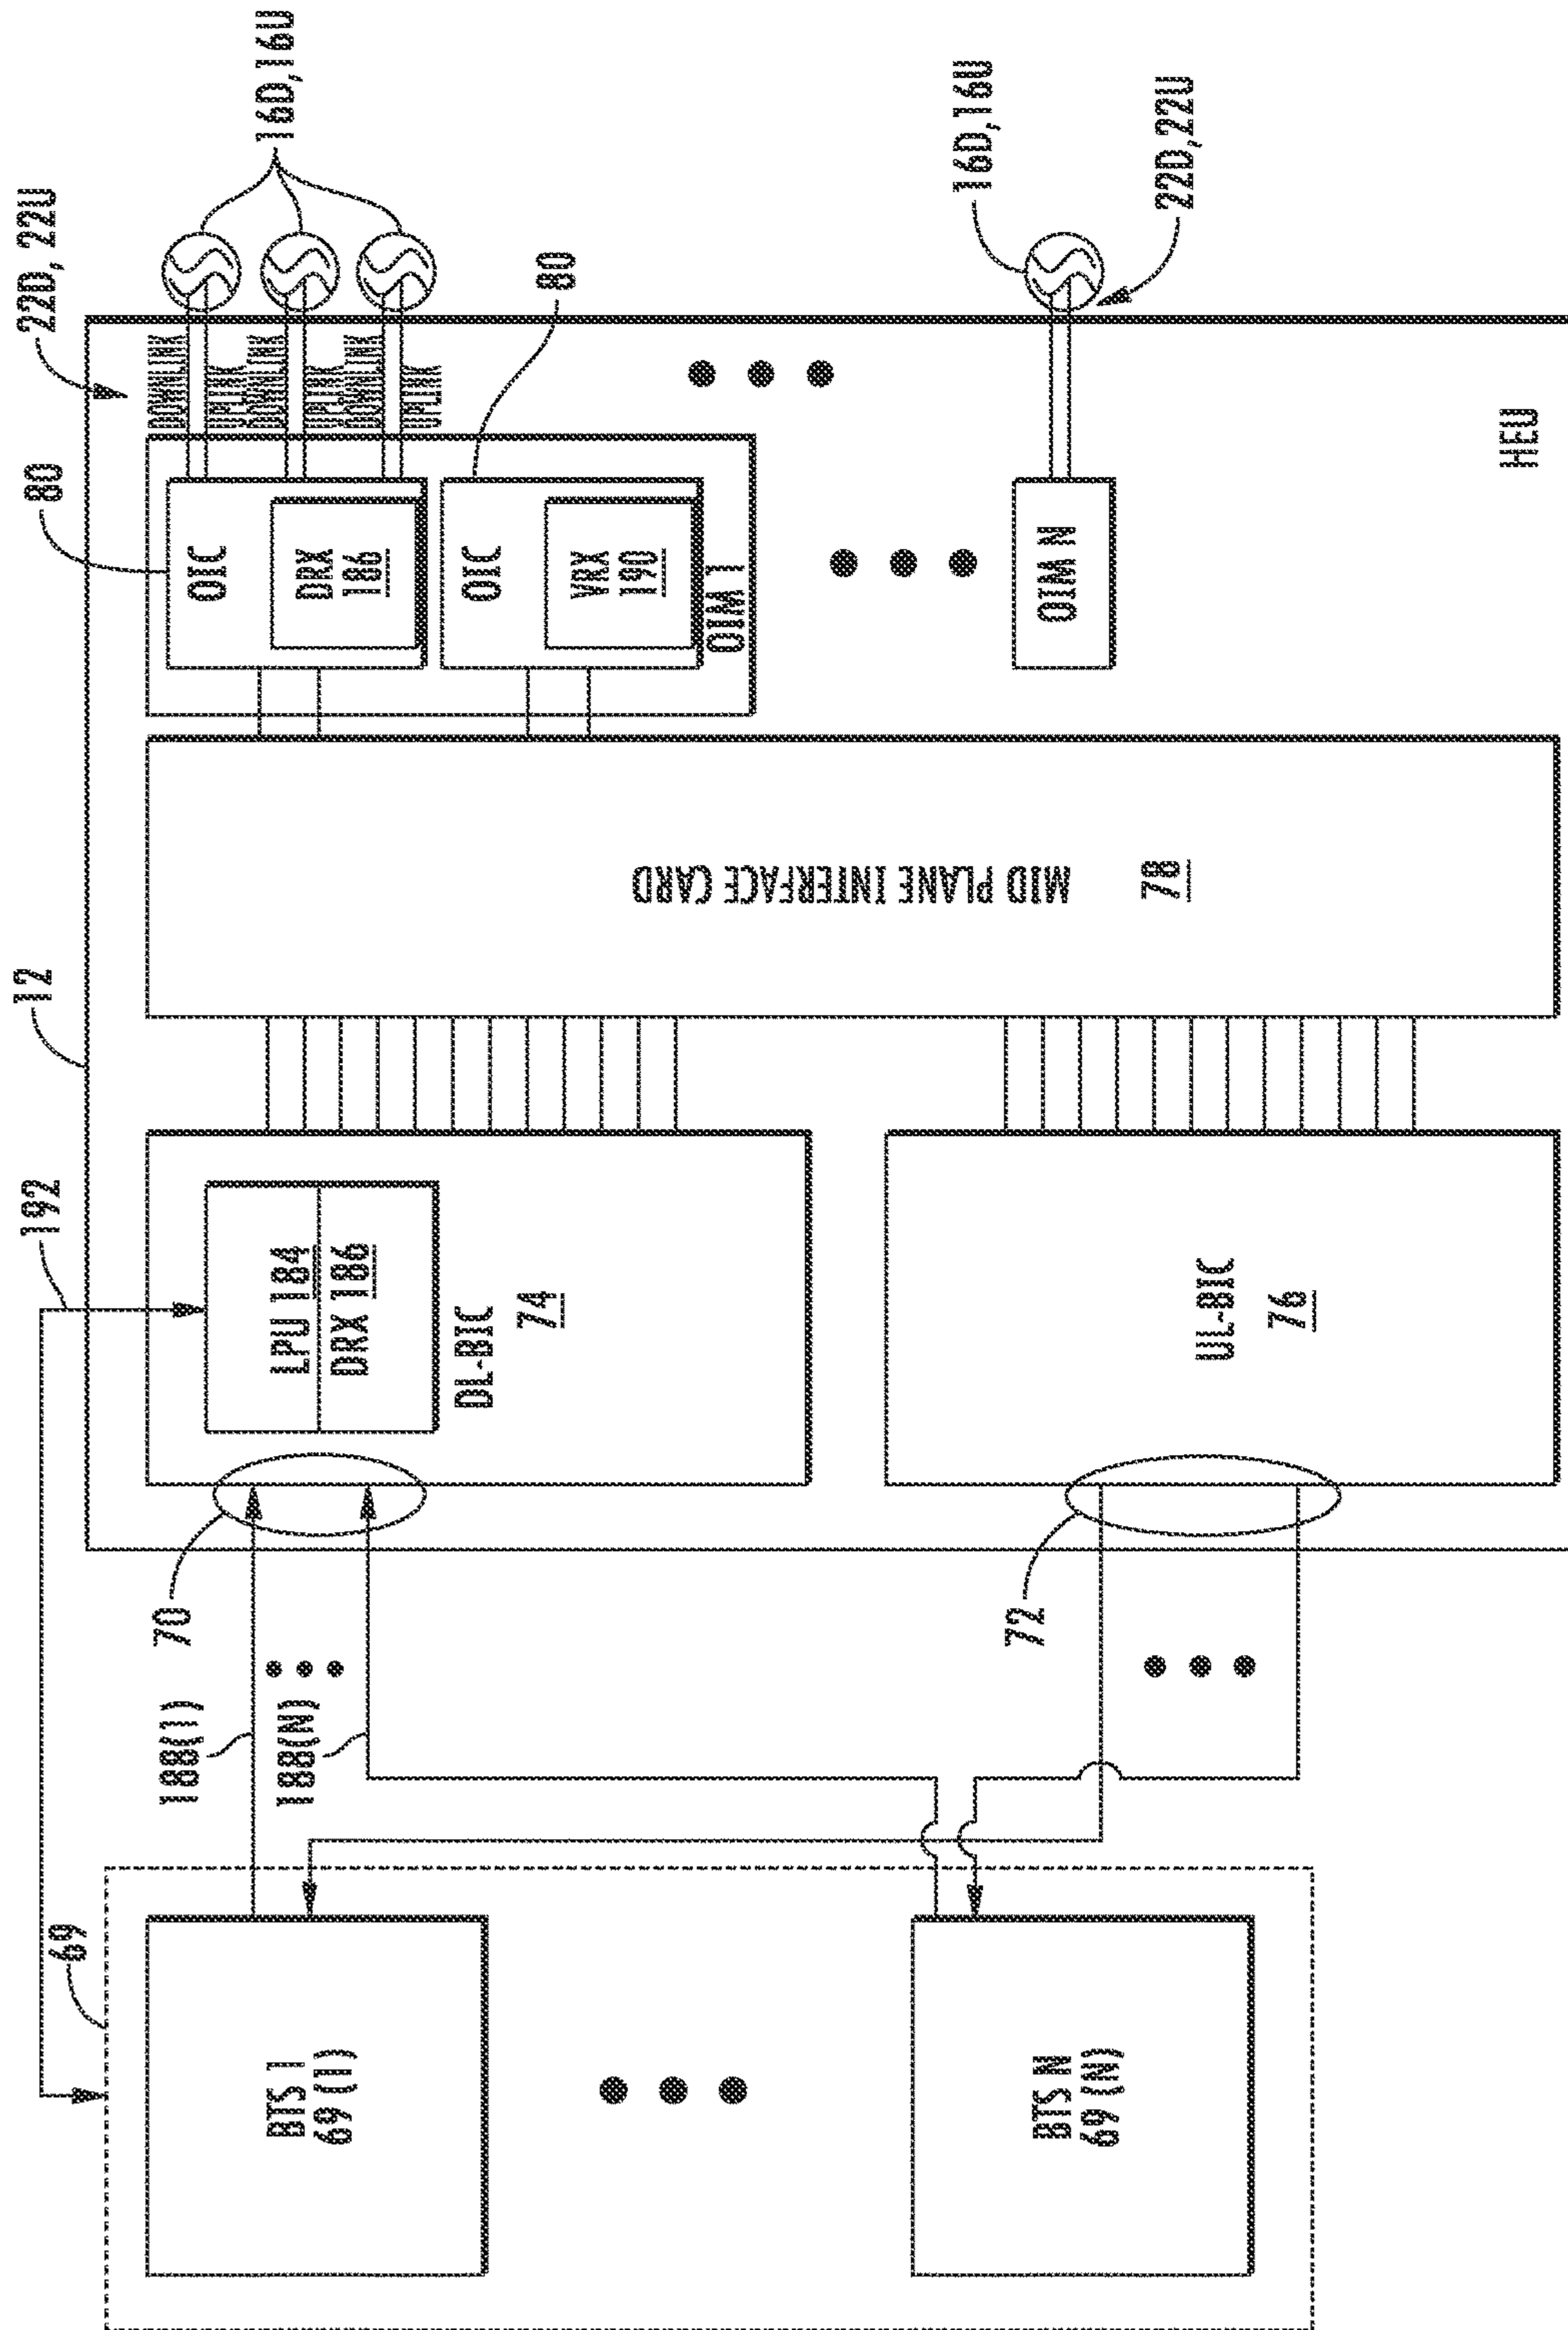 69
BTS 1
69 (1)
BTS N
69 (N)
188(1)
188(N)
70
72
192
12
LPU 184
DRX 186
DL-BIC
74
UL-BIC
76
MID PLANE INTERFACE CARD
78
80
OIC
DRX
186
OIC
VRX
190
OIM 1
80
OIM N
22D, 22U
DOWNLINK
UPLINK
DOWNLINK
UPLINK
DOWNLINK
UPLINK
16D,16U
16D,16U
22D,22U
HEU